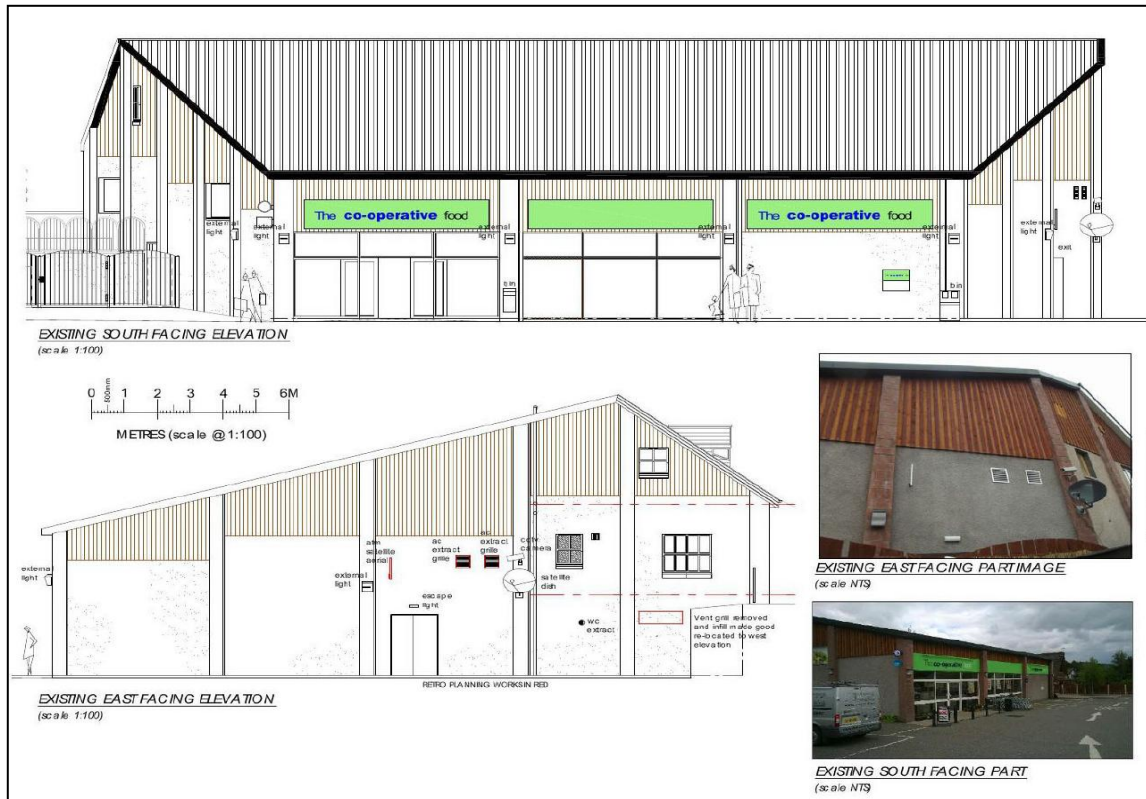 The co-operative food
The co-operative food
external
light
external
light
external
light
external
light
external
light
external
light
exit
bin
bin
EXISTING SOUTH FACING ELEVATION
(scale 1:100)
0 1 2 3 4 5 6M
500mm
METRES (scale @ 1:100)
external
light
atm
satellite
aerial
ac
extract
grille
ac
extract
grille
cctv
camera
external
light
escape
light
satellite
dish
wc
extract
Vent grill removed
and infill made good
re-located to west
elevation
RETRO PLANNING WORKS IN RED
EXISTING EAST FACING ELEVATION
(scale 1:100)
EXISTING EAST FACING PART IMAGE
(scale NTS)
The co-operative food
EXISTING SOUTH FACING PART
(scale NTS)